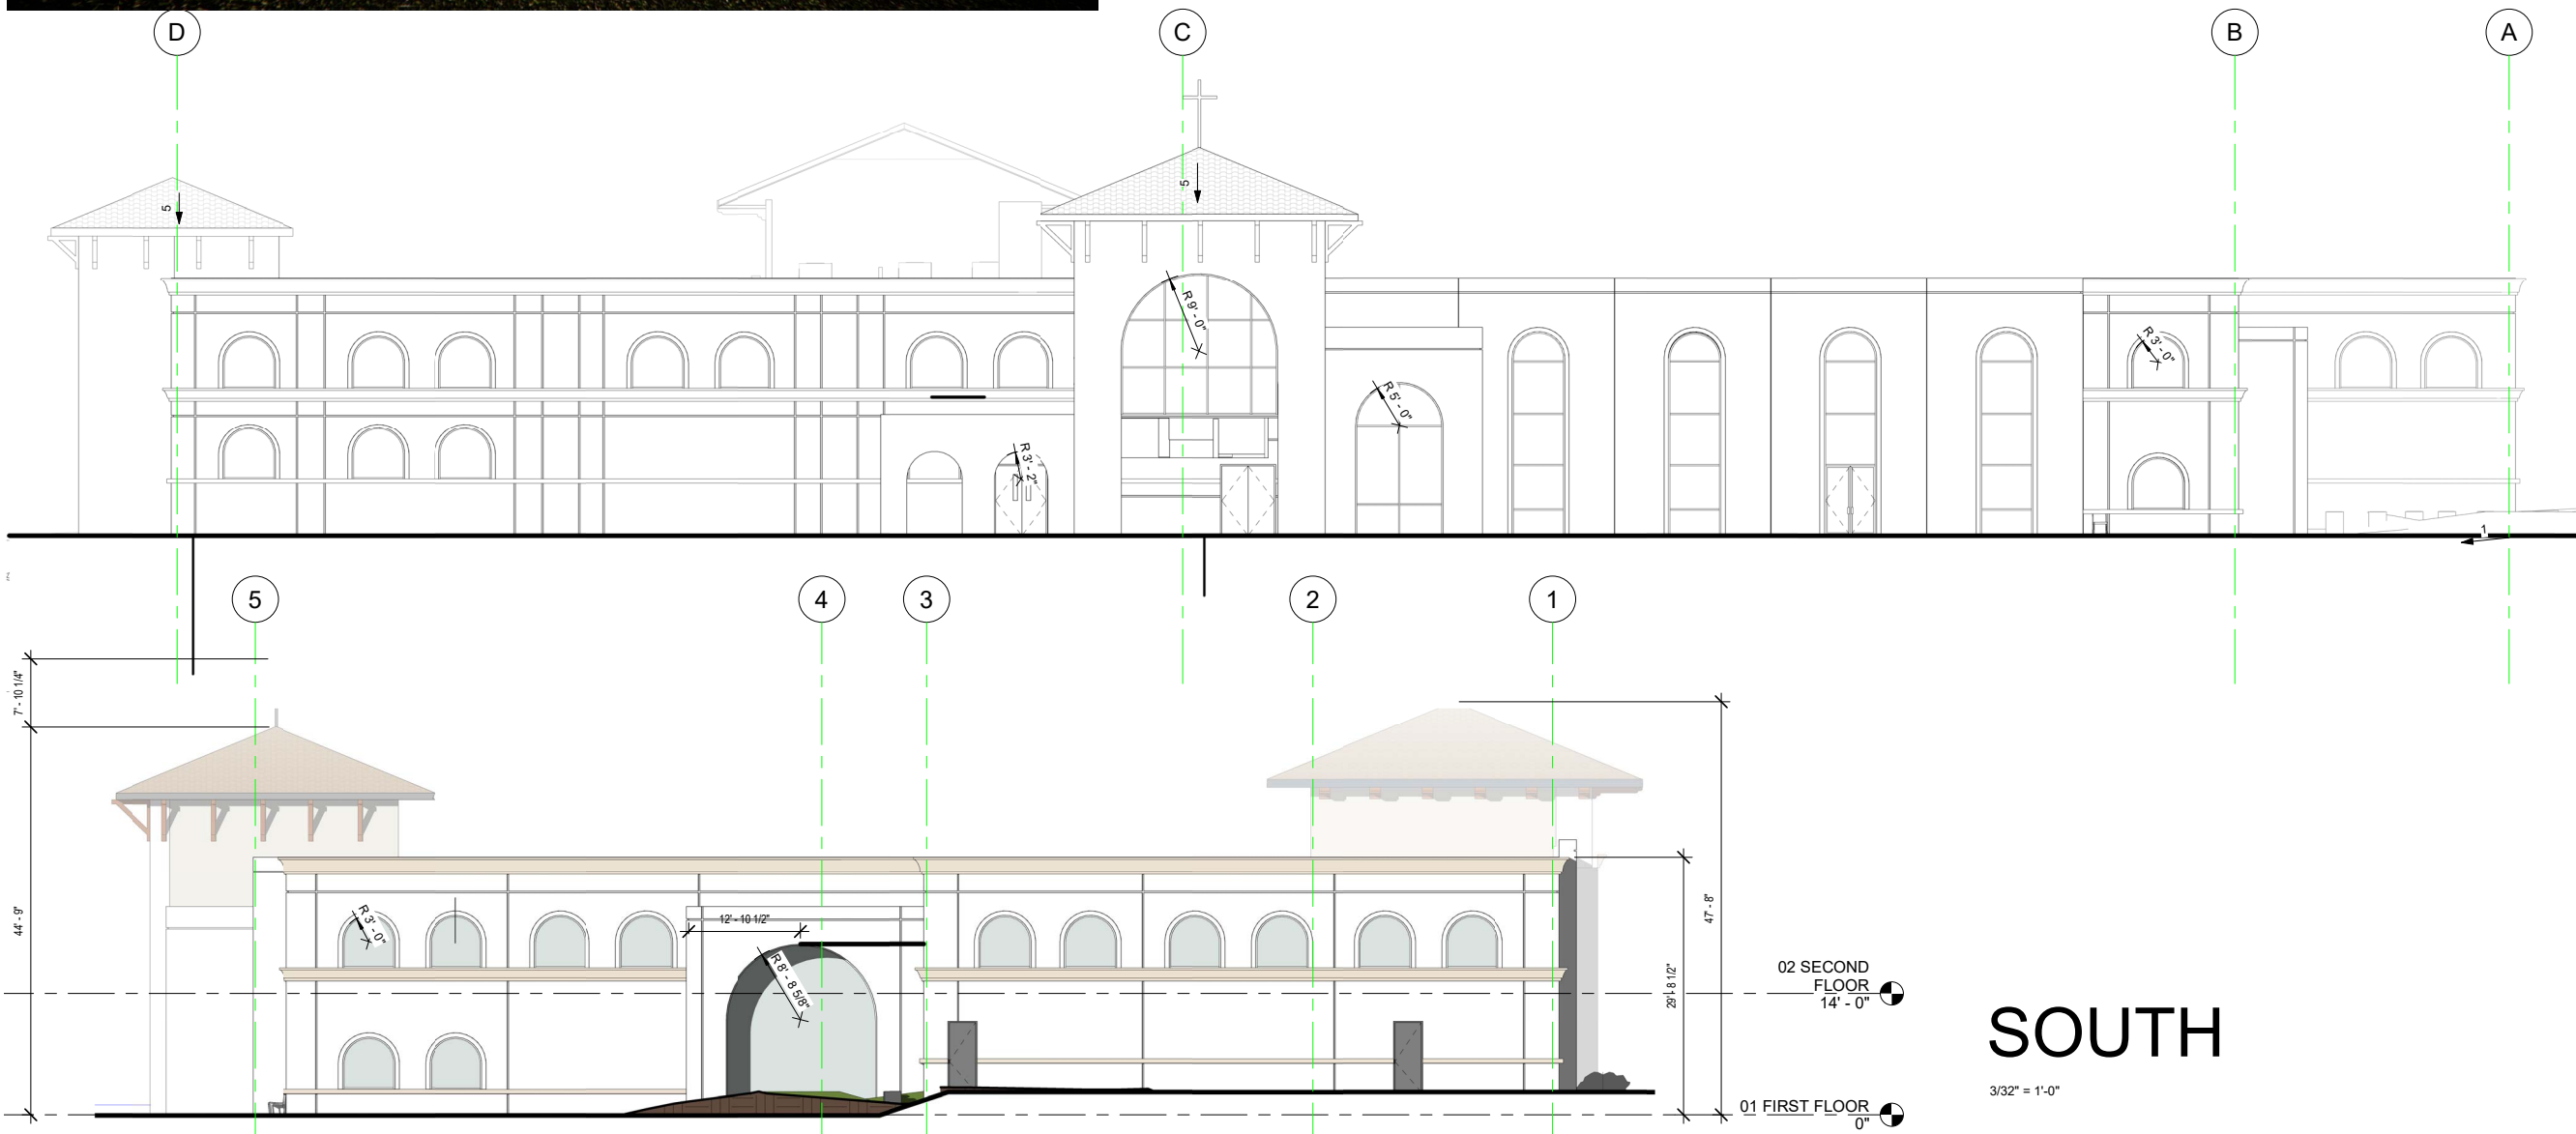 D
C
B
A
5
5
R 9' - 0"
R 3' - 0"
R 5' - 0"
R 3' - 2"
1
5
4
3
2
1
7' - 10 1/4"
44' - 9"
R 3' - 0"
12' - 10 1/2"
R 8' - 8 5/8"
47' - 8"
29' - 8 1/2"
02 SECOND
FLOOR
14' - 0"
SOUTH
3/32" = 1'-0"
01 FIRST FLOOR
0"